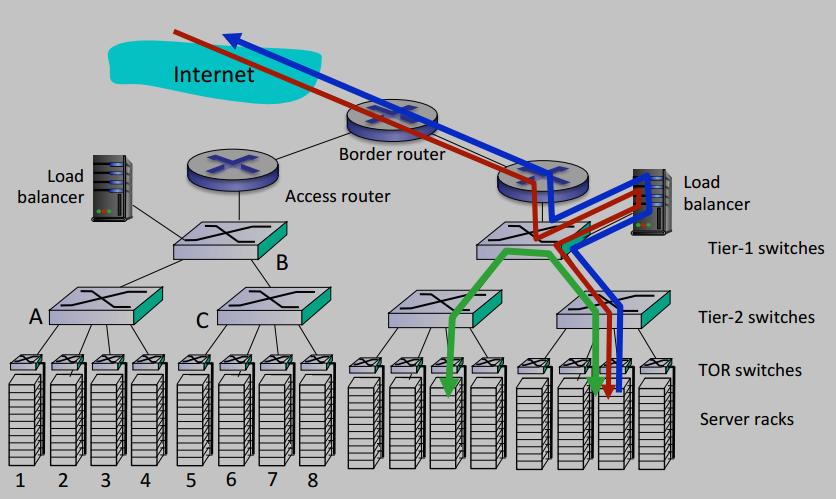 Internet
Border router
Load
balancer
Access router
Load
balancer
B
Tier-1 switches
A
C
Tier-2 switches
TOR switches
Server racks
1 2 3 4 5 6 7 8